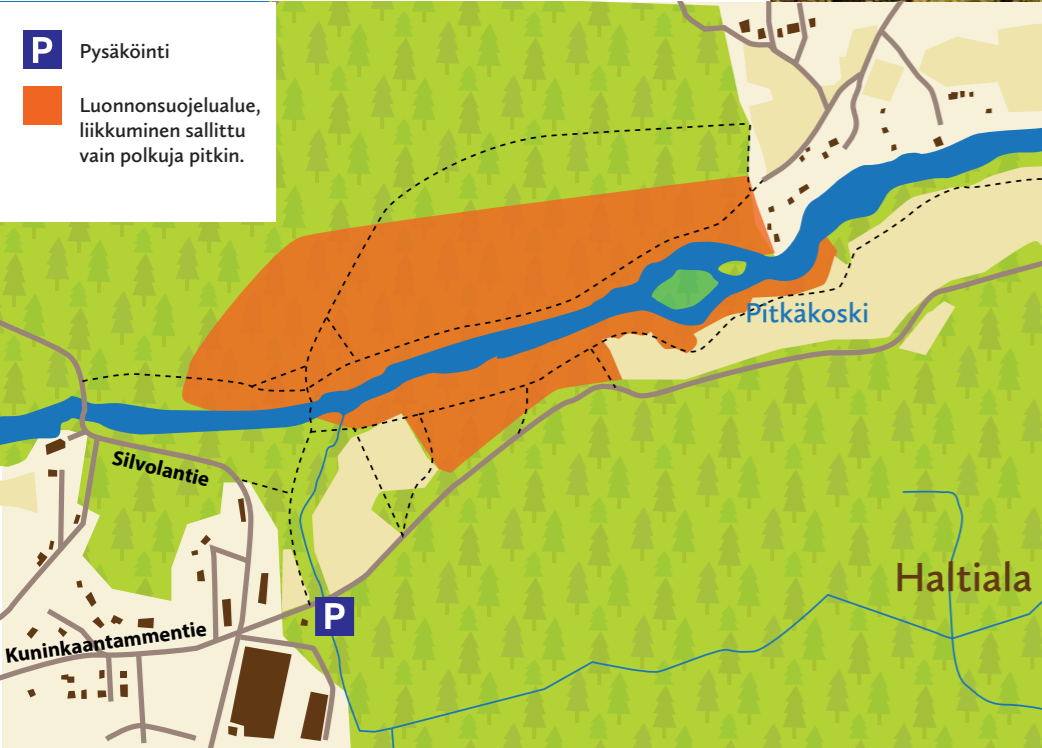 P Pysäköinti
Luonnonsuojelualue,
liikkuminen sallittu
vain polkuja pitkin.
Pitkäkoski
Silvolantie
Haltiala
P
Kuninkaantammentie